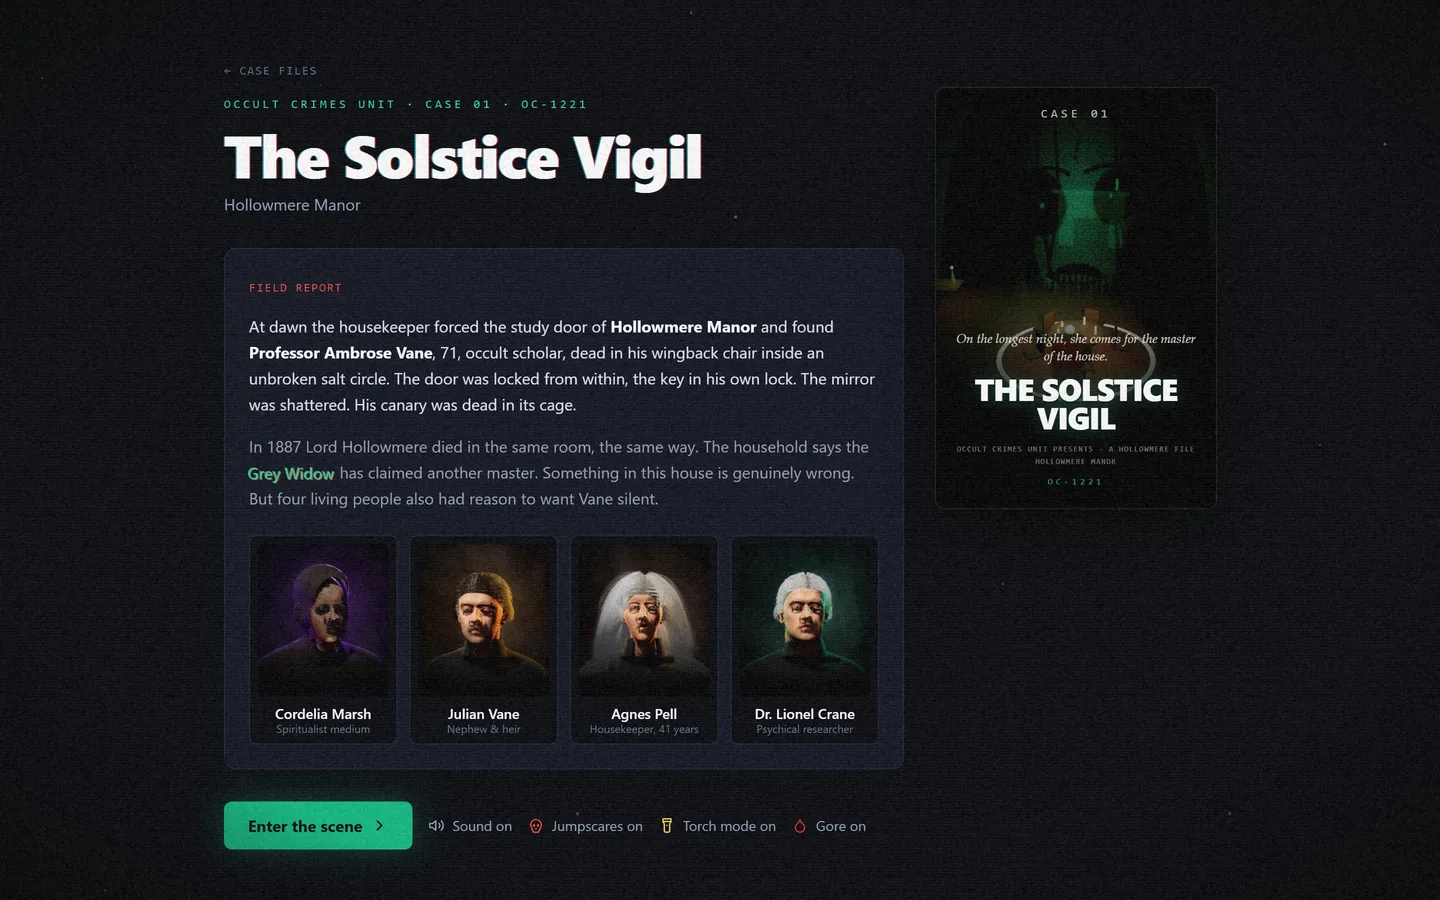 ← CASE FILES
OCCULT CRIMES UNIT · CASE 01 · OC-1221
The Solstice Vigil
Hollowmere Manor
FIELD REPORT
At dawn the housekeeper forced the study door of Hollowmere Manor and found
Professor Ambrose Vane, 71, occult scholar, dead in his wingback chair inside an
unbroken salt circle. The door was locked from within, the key in his own lock. The mirror
was shattered. His canary was dead in its cage.
In 1887 Lord Hollowmere died in the same room, the same way. The household says the
Grey Widow has claimed another master. Something in this house is genuinely wrong.
But four living people also had reason to want Vane silent.
Cordelia Marsh
Spiritualist medium
Julian Vane
Nephew & heir
Agnes Pell
Housekeeper, 41 years
Dr. Lionel Crane
Psychical researcher
Enter the scene
Sound on
Jumpscares on
Torch mode on
Gore on
CASE 01
On the longest night, she comes for the master
of the house.
THE SOLSTICE
VIGIL
OCCULT CRIMES UNIT PRESENTS · A HOLLOWMERE FILE
HOLLOWMERE MANOR
OC-1221